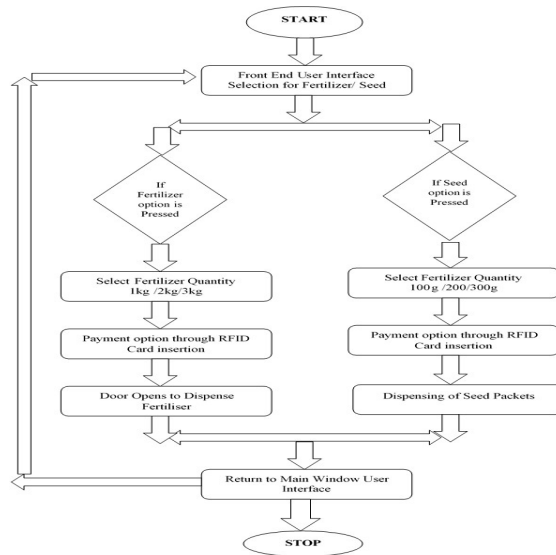 START
Front End User Interface
Selection for Fertilizer/ Seed
If
Fertilizer
option is
Pressed
If Seed
option is
Pressed
Select Fertilizer Quantity
1kg /2kg/3kg
Select Fertilizer Quantity
100g /200/300g
Payment option through RFID
Card insertion
Payment option through RFID
Card insertion
Door Opens to Dispense
Fertiliser
Dispensing of Seed Packets
Return to Main Window User
Interface
STOP